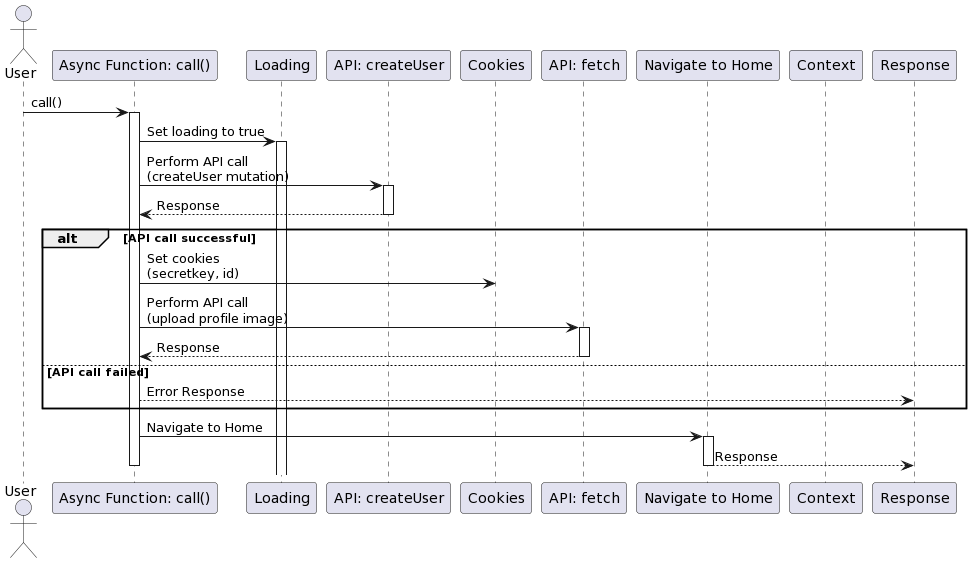 User
Async Function: call()
Loading
API: createUser
Cookies
API: fetch
Navigate to Home
Context
Response
call()
Set loading to true
Perform API call
(createUser mutation)
Response
alt
[API call successful]
Set cookies
(secretkey, id)
Perform API call
(upload profile image)
Response
[API call failed]
Error Response
Navigate to Home
Response
User
Async Function: call()
Loading
API: createUser
Cookies
API: fetch
Navigate to Home
Context
Response